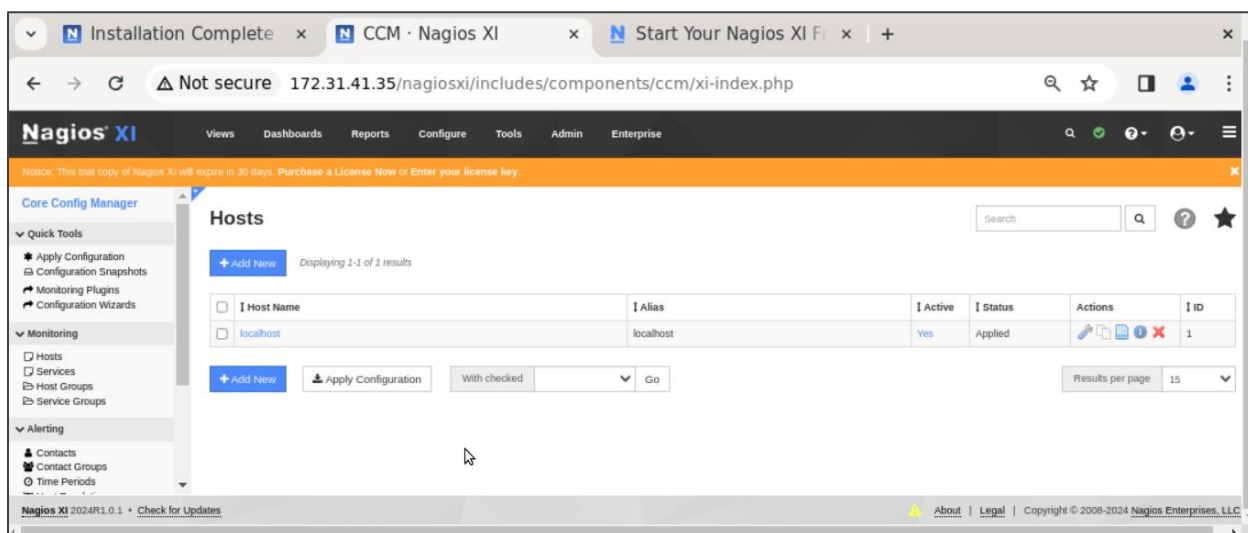 Installation Complete
CCM · Nagios XI
Start Your Nagios XI Fr
Not secure 172.31.41.35/nagiosxi/includes/components/ccm/xi-index.php
Nagios® XI
Views Dashboards Reports Configure Tools Admin Enterprise
Notice: This trial copy of Nagios XI will expire in 30 days. Purchase a License Now or Enter your license key.
Core Config Manager
Quick Tools
Apply Configuration
Configuration Snapshots
Monitoring Plugins
Configuration Wizards
Monitoring
Hosts
Services
Host Groups
Service Groups
Alerting
Contacts
Contact Groups
Time Periods
Hosts
Search
+ Add New Displaying 1-1 of 1 results
Host Name Alias Active Status Actions ID
localhost localhost Yes Applied 1
+ Add New Apply Configuration With checked Go Results per page 15
Nagios XI 2024R1.0.1 • Check for Updates
About | Legal | Copyright © 2008-2024 Nagios Enterprises, LLC